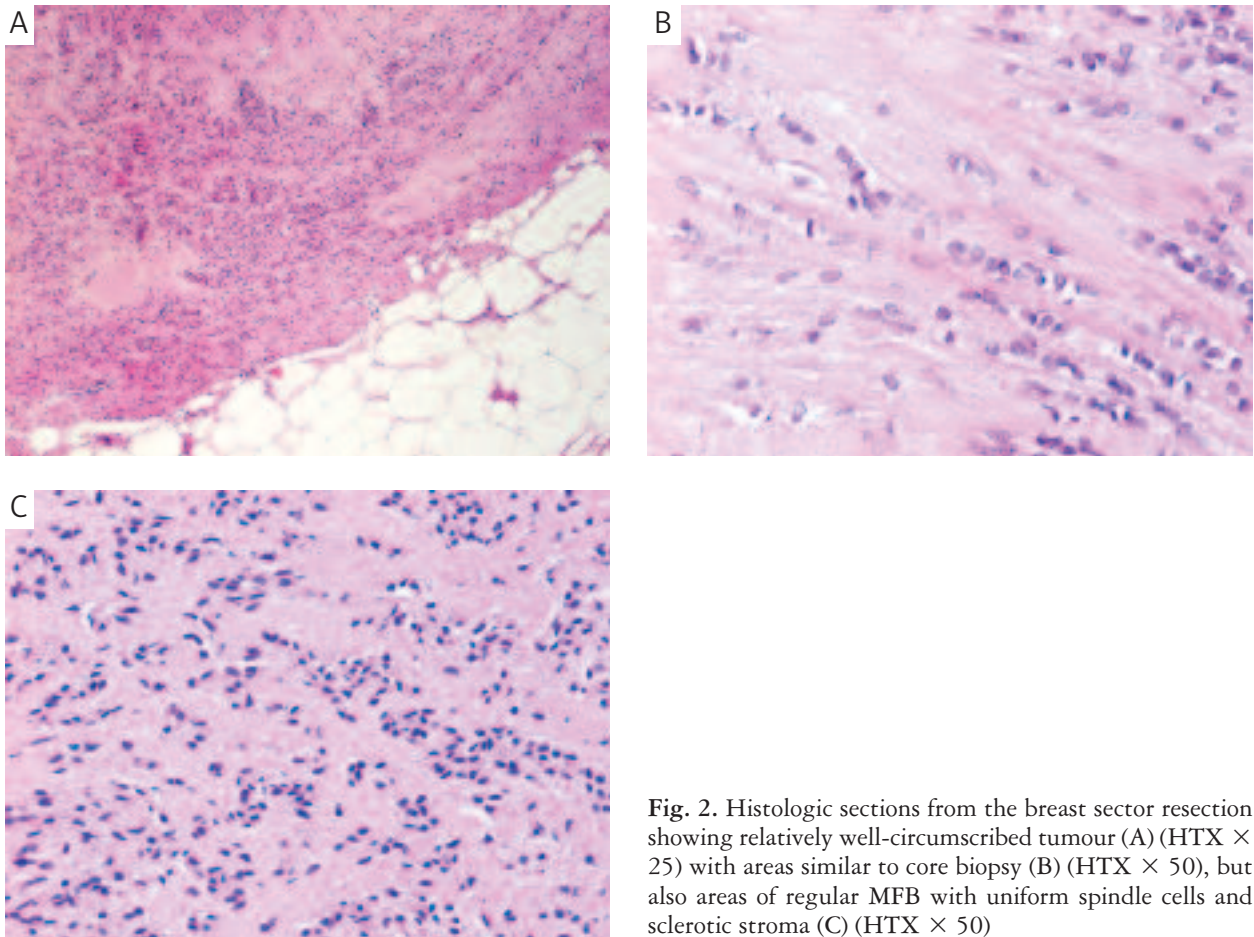 A
B
C
Fig. 2. Histologic sections from the breast sector resection
showing relatively well-circumscribed tumour (A) (HTX ×
25) with areas similar to core biopsy (B) (HTX × 50), but
also areas of regular MFB with uniform spindle cells and
sclerotic stroma (C) (HTX × 50)